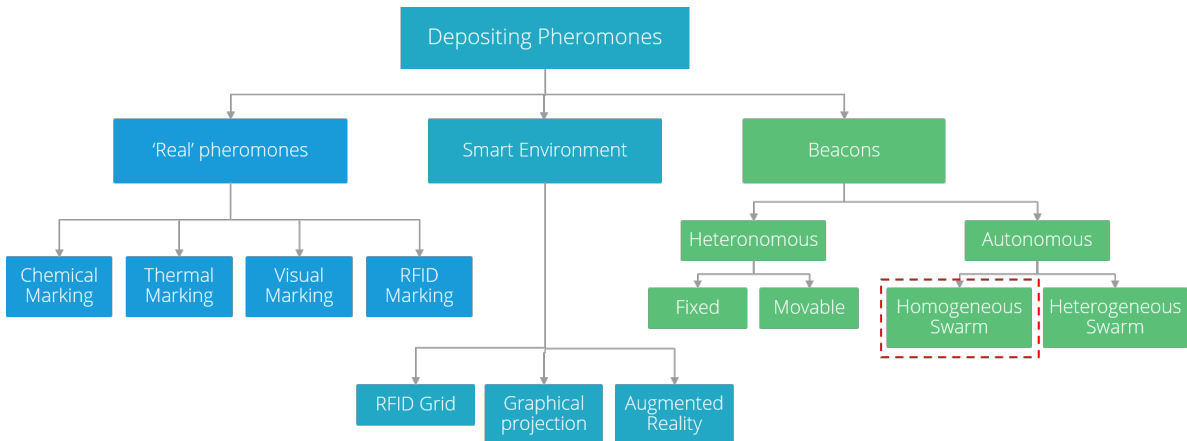 Depositing Pheromones
‘Real’ pheromones
Smart Environment
Beacons
Heteronomous
Autonomous
Chemical
Marking
Thermal
Marking
Visual
Marking
RFID
Marking
Fixed
Movable
Homogeneous
Swarm
Heterogeneous
Swarm
RFID Grid
Graphical
projection
Augmented
Reality